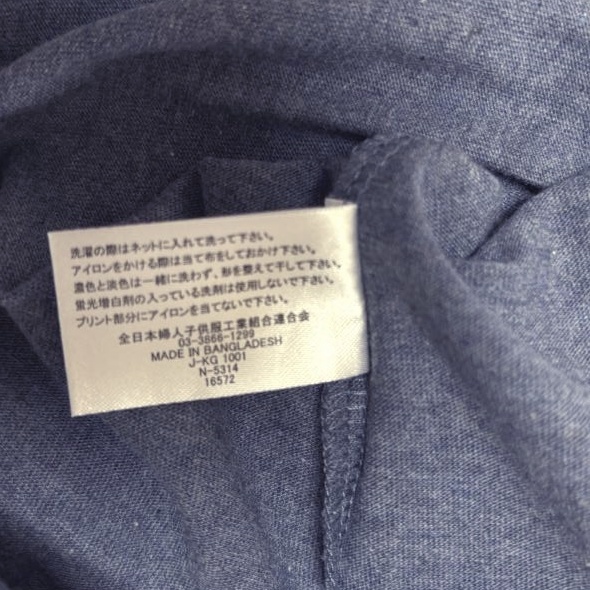 洗濯の際はネットに入れて洗って下さい。
アイロンをかける際は当て布をしておかけ下さい。
濃色と淡色は一緒に洗わず、形を整えて干して下さい。
蛍光増白剤の入っている洗剤は使用しないで下さい。
プリント部分にアイロンを当てないで下さい。
全日本婦人子供服工業組合連合会
03-3866-1299
MADE IN BANGLADESH
J-KG 1001
N-5314
16572